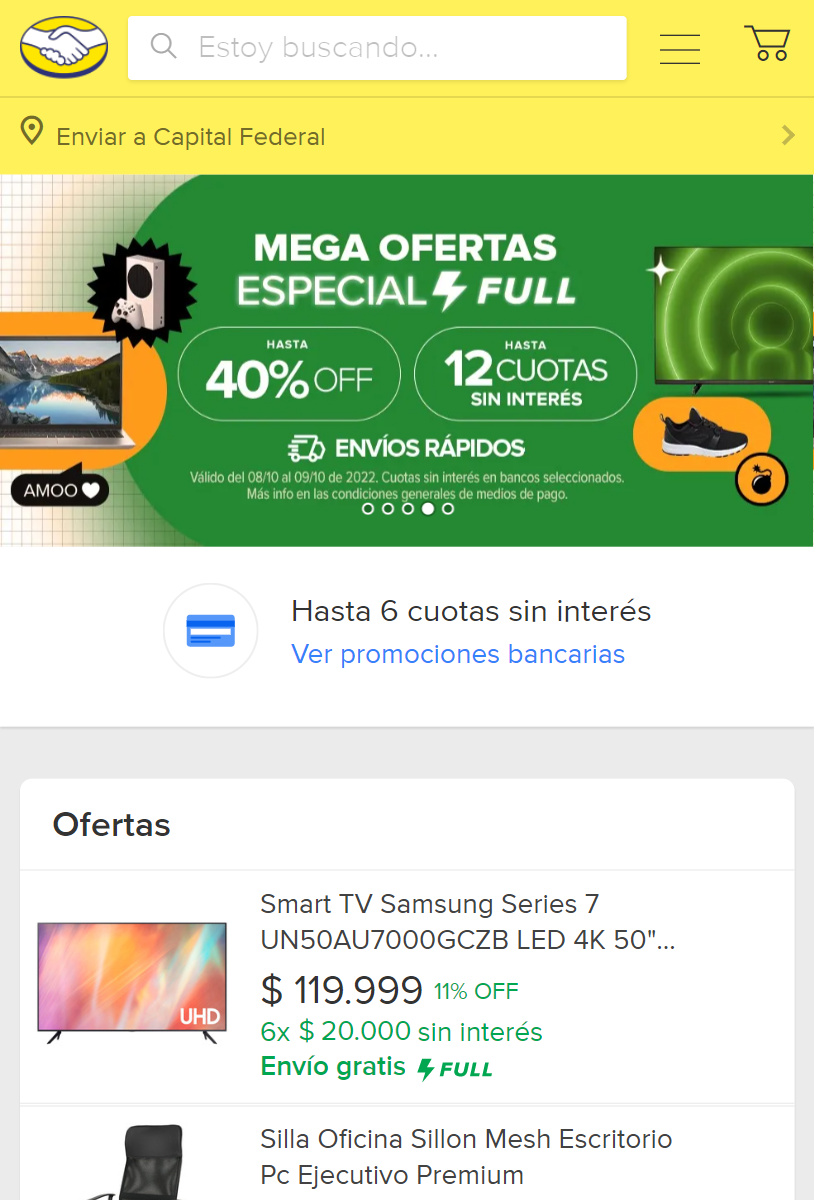 Estoy buscando...
Enviar a Capital Federal
MEGA OFERTAS
ESPECIAL FULL
HASTA
40% OFF
HASTA
12 CUOTAS
SIN INTERÉS
ENVÍOS RÁPIDOS
Válido del 08/10 al 09/10 de 2022. Cuotas sin interés en bancos seleccionados.
Más info en las condiciones generales de medios de pago.
AMOO
Hasta 6 cuotas sin interés
Ver promociones bancarias
Ofertas
Smart TV Samsung Series 7
UN50AU7000GCZB LED 4K 50"...
UHD
$ 119.999 11% OFF
6x $ 20.000 sin interés
Envío gratis FULL
Silla Oficina Sillon Mesh Escritorio
Pc Ejecutivo Premium